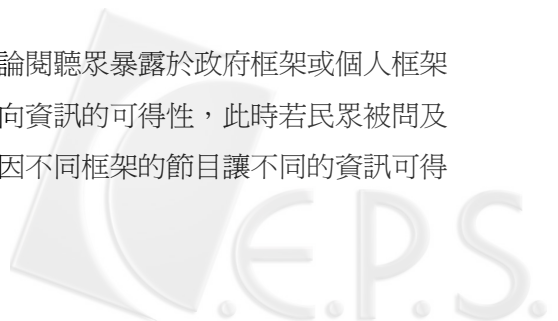 論閱聽眾暴露於政府框架或個人框架
向資訊的可得性，此時若民眾被問及
因不同框架的節目讓不同的資訊可得
C.E.P.S.